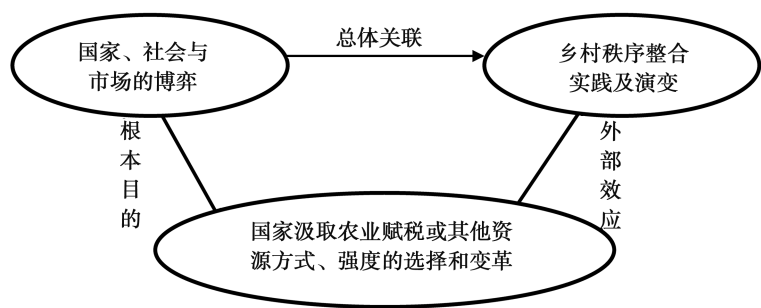 国家、社会与
市场的博弈
总体关联
乡村秩序整合
实践及演变
根本目的
外部效应
国家汲取农业赋税或其他资
源方式、强度的选择和变革